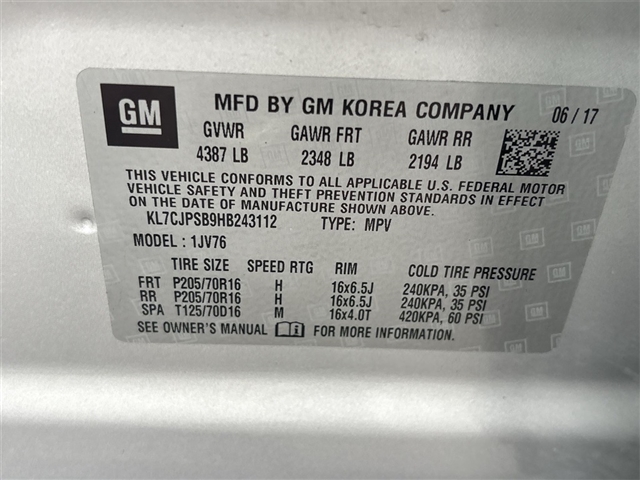 GM MFD BY GM KOREA COMPANY 06/17
GVWR GAWR FRT GAWR RR
4387 LB 2348 LB 2194 LB
THIS VEHICLE CONFORMS TO ALL APPLICABLE U.S. FEDERAL MOTOR
VEHICLE SAFETY AND THEFT PREVENTION STANDARDS IN EFFECT
ON THE DATE OF MANUFACTURE SHOWN ABOVE.
KL7CJPSB9HB243112 TYPE: MPV
MODEL : 1JV76
TIRE SIZE SPEED RTG RIM COLD TIRE PRESSURE
FRT P205/70R16 H 16x6.5J 240KPA, 35 PSI
RR P205/70R16 H 16x6.5J 240KPA, 35 PSI
SPA T125/70D16 M 16x4.0T 420KPA, 60 PSI
SEE OWNER'S MANUAL FOR MORE INFORMATION.